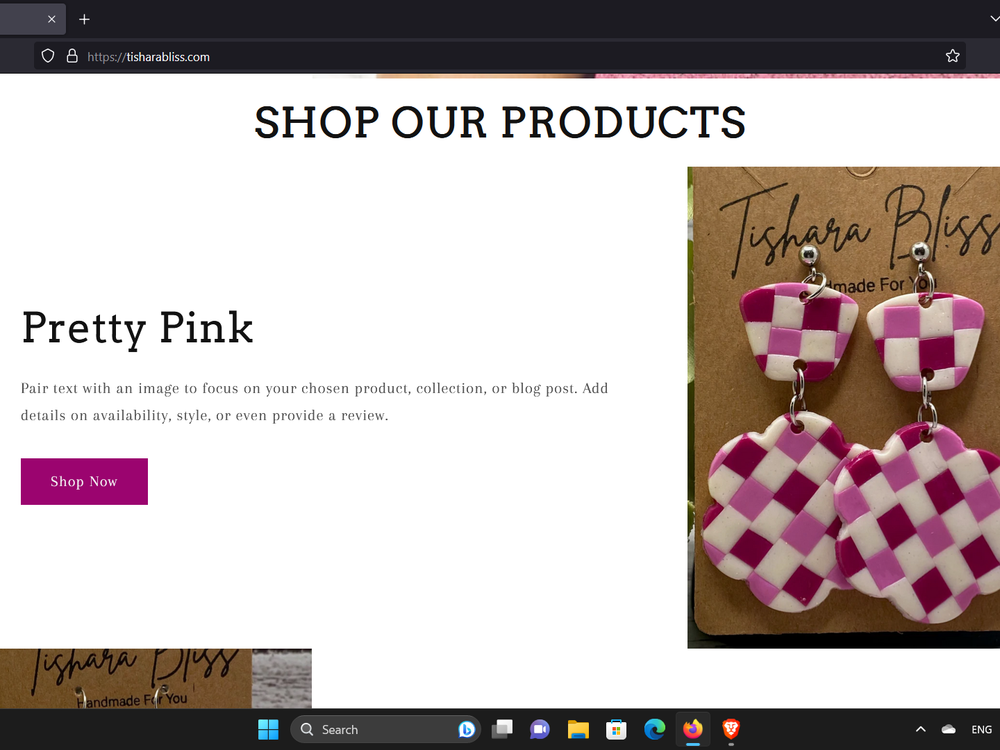 https://tisharabliss.com
SHOP OUR PRODUCTS
Tishara Bliss
made For You
Pretty Pink
Pair text with an image to focus on your chosen product, collection, or blog post. Add
details on availability, style, or even provide a review.
Shop Now
Tishara Bliss
Handmade For You
Search
ENG